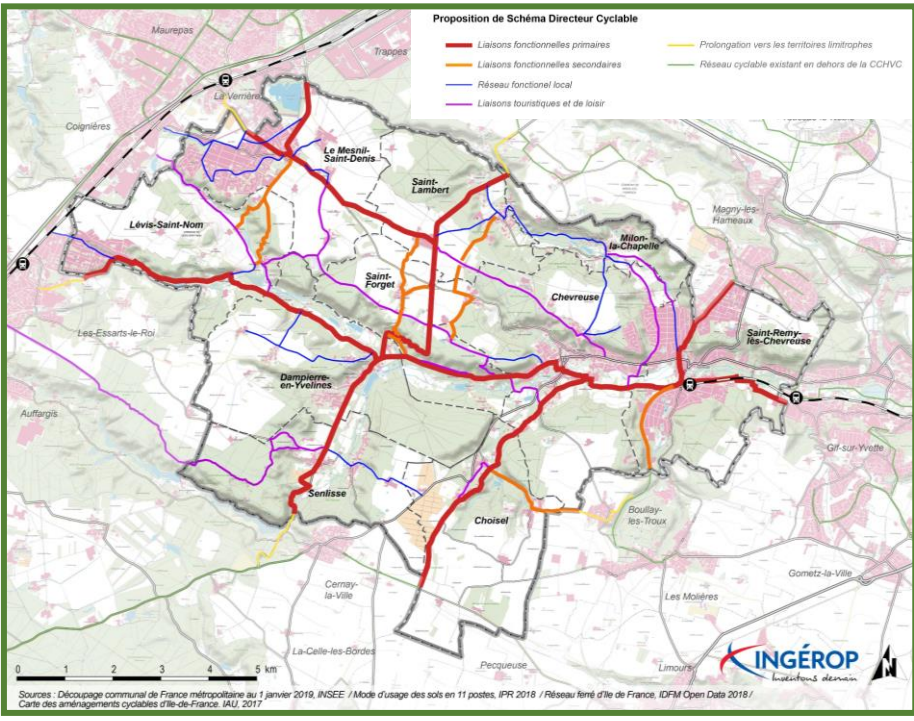 Proposition de Schéma Directeur Cyclable
Liaisons fonctionnelles primaires
Prolongation vers les territoires limitrophes
Liaisons fonctionnelles secondaires
Réseau cyclable existant en dehors de la CCHVC
Réseau fonctionel local
Liaisons touristiques et de loisir
Maurepas
Trappes
La Verrière
Coignières
Le Mesnil-
Saint-Denis
Saint-
Lambert
Magny-les-
Hameaux
Lévis-Saint-Nom
Milon-
la-Chapelle
Saint-
Forget
Chevreuse
Les-Essarts-le-Roi
Saint-Remy-
lès-Chevreuse
Dampierre-
en-Yvelines
Auffargis
Gif-sur-Yvette
Senlisse
Choisel
Boullay-
les-Troux
Gometz-la-Ville
Cernay-
la-Ville
Les Molières
La-Celle-les-Bordes
Pecqueuse
Limours
INGÉROP
Inventons demain
N
0 1 2 3 4 5 km
Sources : Découpage communal de France métropolitaine au 1 janvier 2019, INSEE / Mode d'usage des sols en 11 postes, IPR 2018 / Réseau ferré d'Ile de France, IDFM Open Data 2018 /
Carte des aménagements cyclables d'Ile-de-France. IAU, 2017